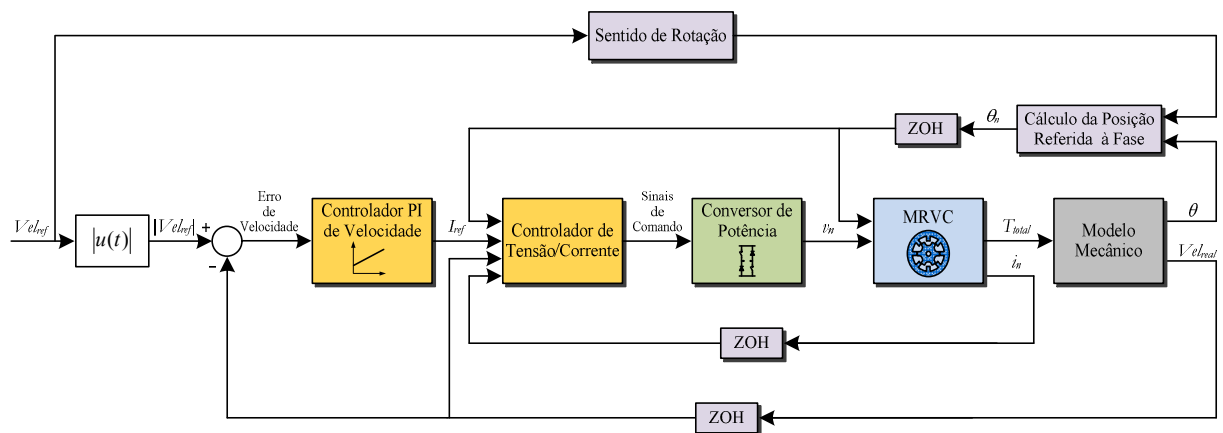 Sentido de Rotação
ZOH
θn
Cálculo da Posição
Referida à Fase
Velref
|u(t)|
|Velref|
+
-
Erro
de
Velocidade
Controlador PI
de Velocidade
Iref
Controlador de
Tensão/Corrente
Sinais
de
Comando
Conversor de
Potência
vn
MRVC
Ttotal
in
Modelo
Mecânico
θ
Velreal
ZOH
ZOH